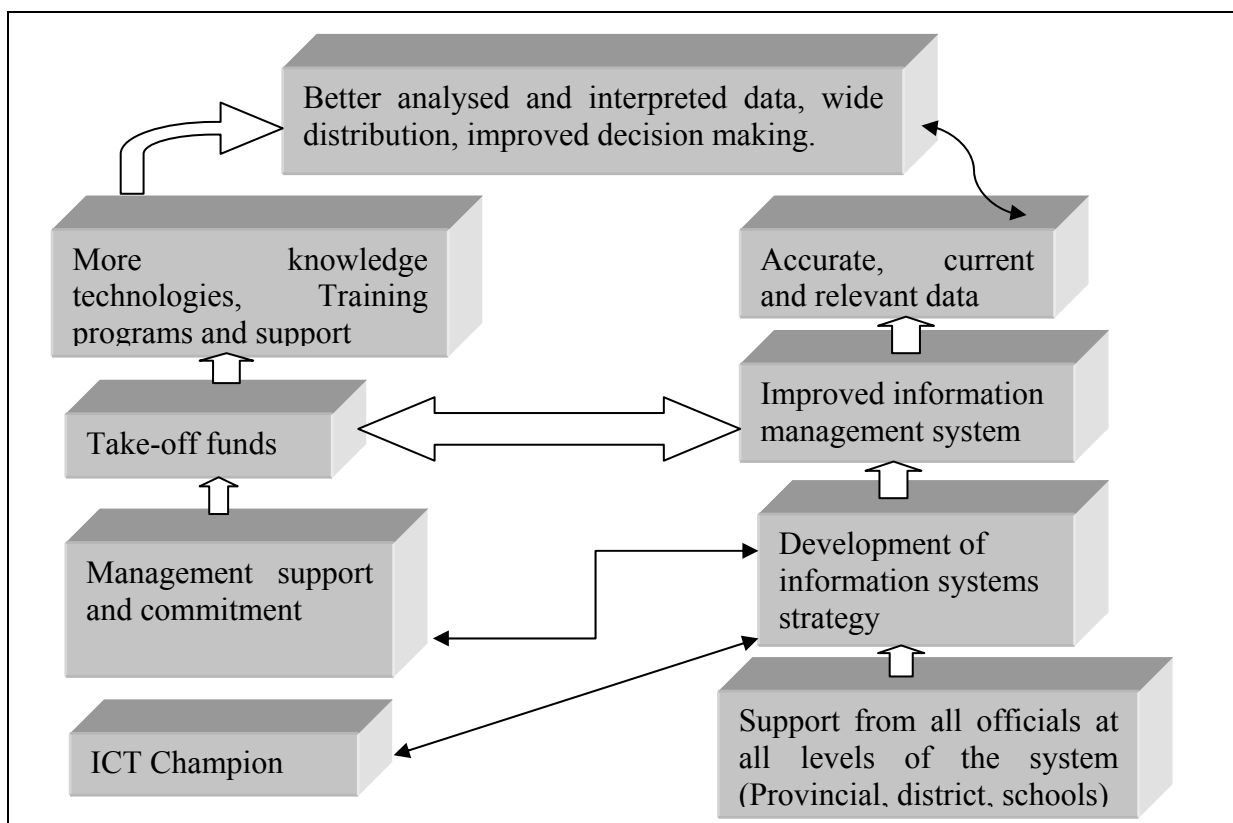 Better analysed and interpreted data, wide
distribution, improved decision making.
More knowledge
technologies, Training
programs and support
Accurate, current
and relevant data
Take-off funds
Improved information
management system
Management support
and commitment
Development of
information systems
strategy
ICT Champion
Support from all officials at
all levels of the system
(Provincial, district, schools)